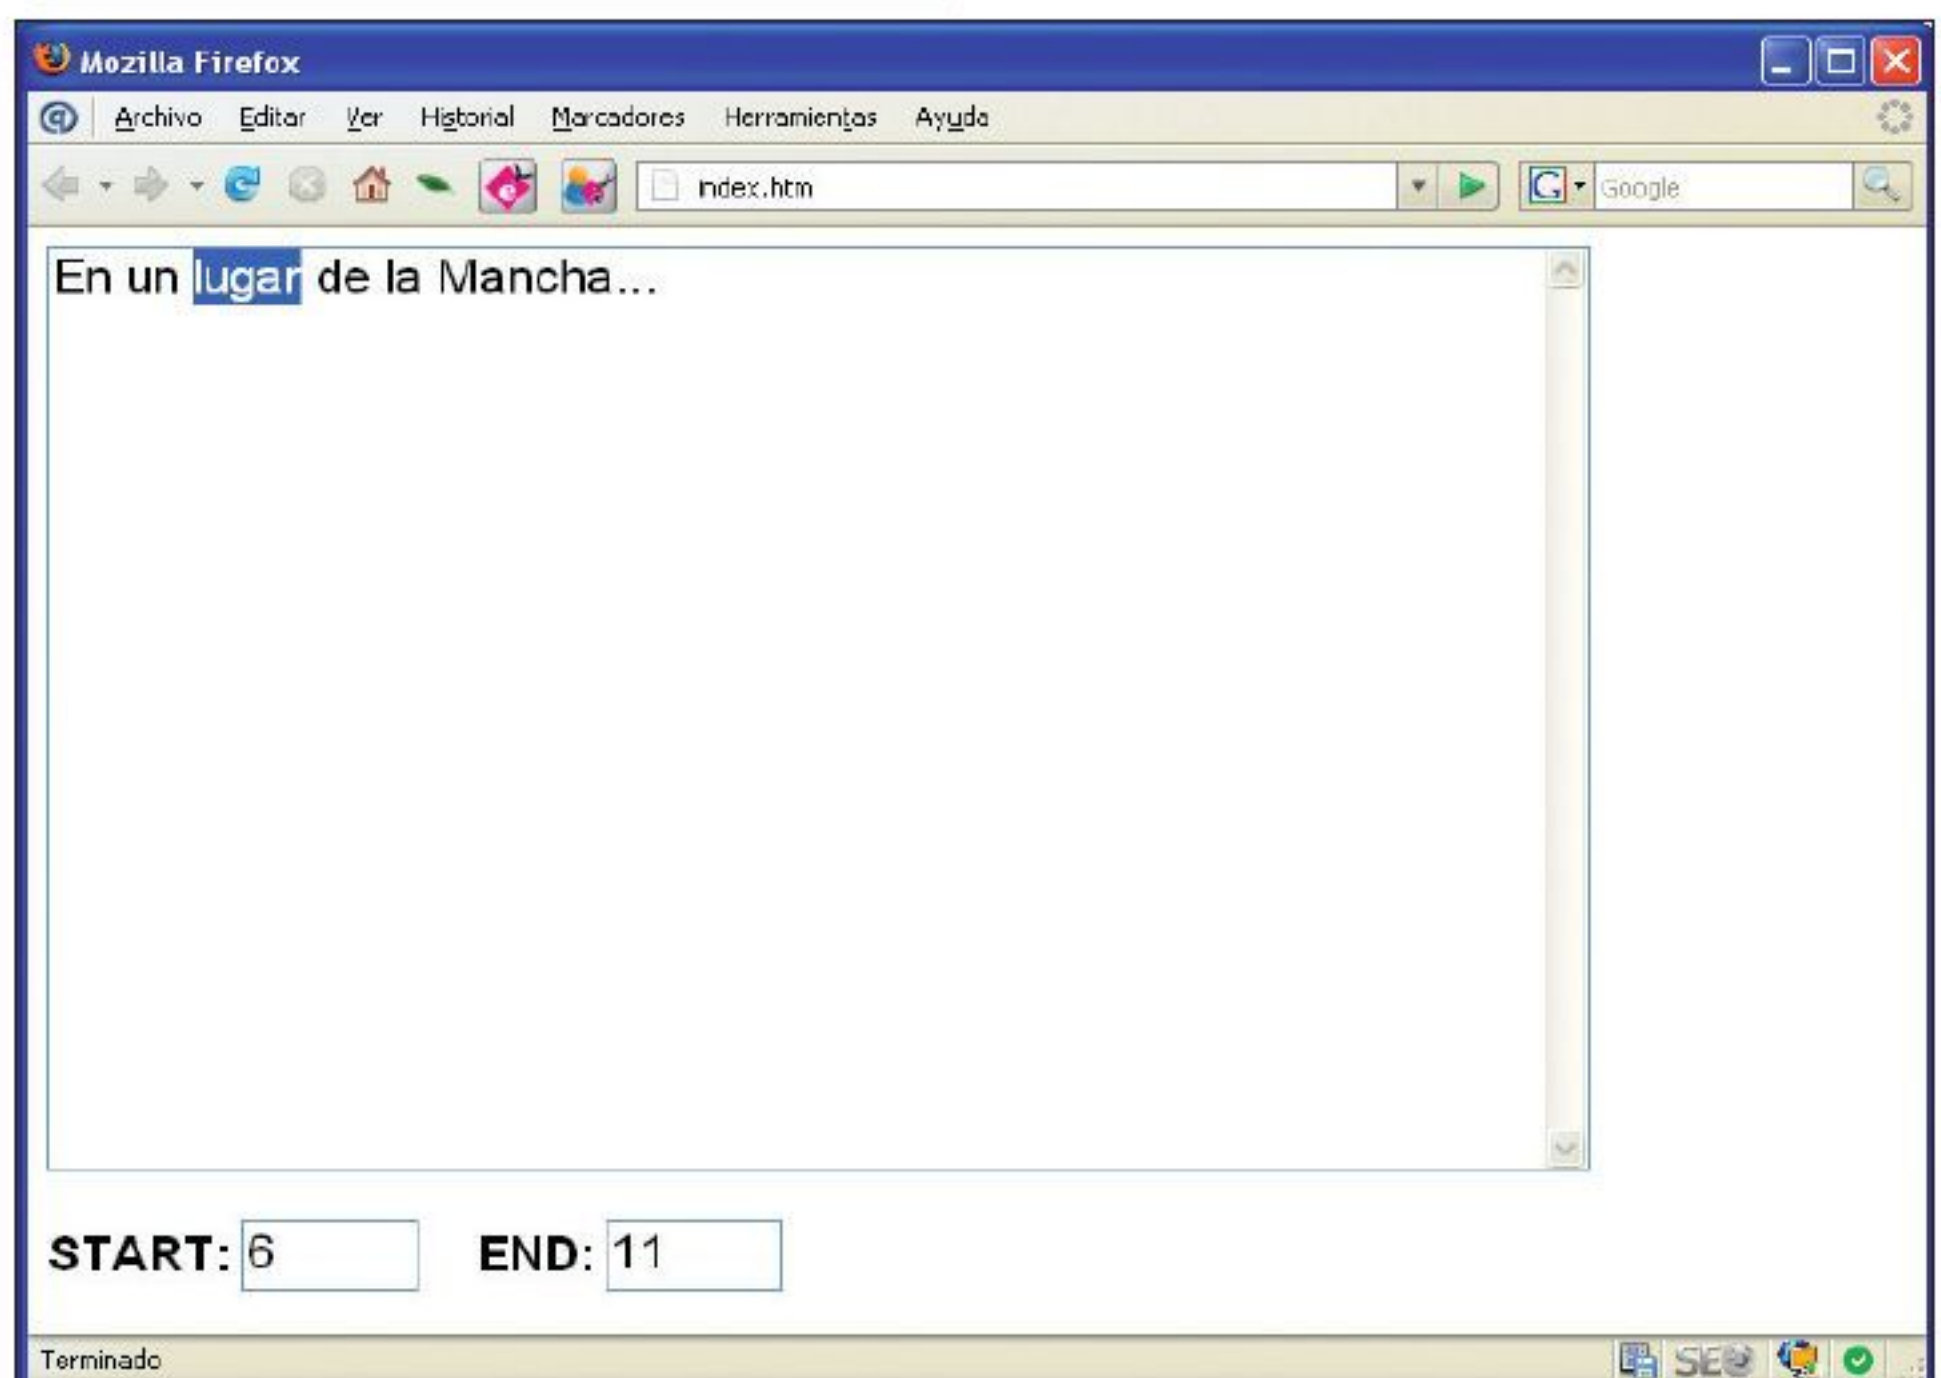 Mozilla Firefox
Archivo Editar Ver Historial Marcadores Herramientas Ayuda
index.htm G Google
En un lugar de la Mancha...
START: 6 END: 11
Terminado SEO